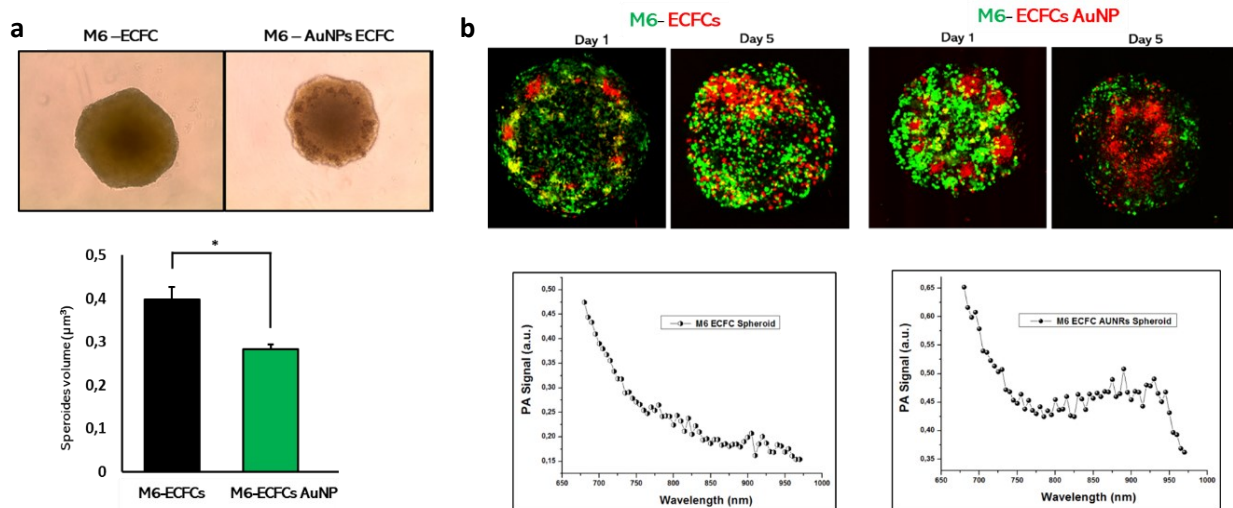 a
M6 –ECFC
M6 – AuNPs ECFC
*
Speroides volume (µm³)
0,5
0,4
0,3
0,2
0,1
0
M6-ECFCs
M6-ECFCs AuNP
b
M6- ECFCs
M6- ECFCs AuNP
Day 1
Day 5
Day 1
Day 5
PA Signal (a.u.)
0,50
0,45
0,40
0,35
0,30
0,25
0,20
0,15
M6 ECFC Spheroid
650
700
750
800
850
900
950
1000
Wavelength (nm)
PA Signal (a.u.)
0,65
0,60
0,55
0,50
0,45
0,40
0,35
M6 ECFC AUNRs Spheroid
650
700
750
800
850
900
950
1000
Wavelength (nm)